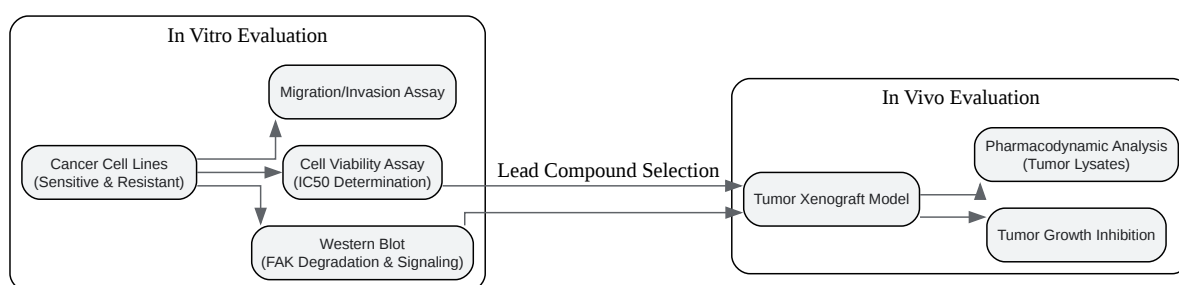 In Vitro Evaluation
Migration/Invasion Assay
Cancer Cell Lines
(Sensitive & Resistant)
Cell Viability Assay
(IC50 Determination)
Western Blot
(FAK Degradation & Signaling)
Lead Compound Selection
In Vivo Evaluation
Tumor Xenograft Model
Pharmacodynamic Analysis
(Tumor Lysates)
Tumor Growth Inhibition